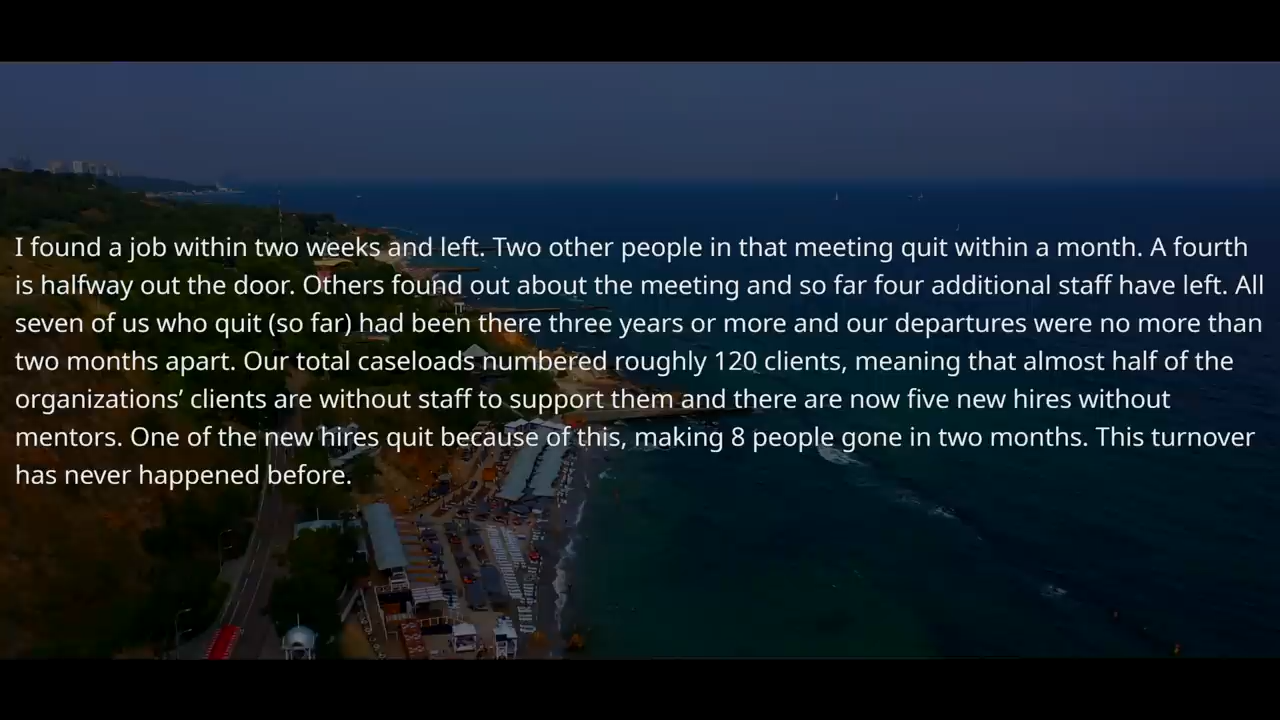 I found a job within two weeks and left. Two other people in that meeting quit within a month. A fourth
is halfway out the door. Others found out about the meeting and so far four additional staff have left. All
seven of us who quit (so far) had been there three years or more and our departures were no more than
two months apart. Our total caseloads numbered roughly 120 clients, meaning that almost half of the
organizations’ clients are without staff to support them and there are now five new hires without
mentors. One of the new hires quit because of this, making 8 people gone in two months. This turnover
has never happened before.